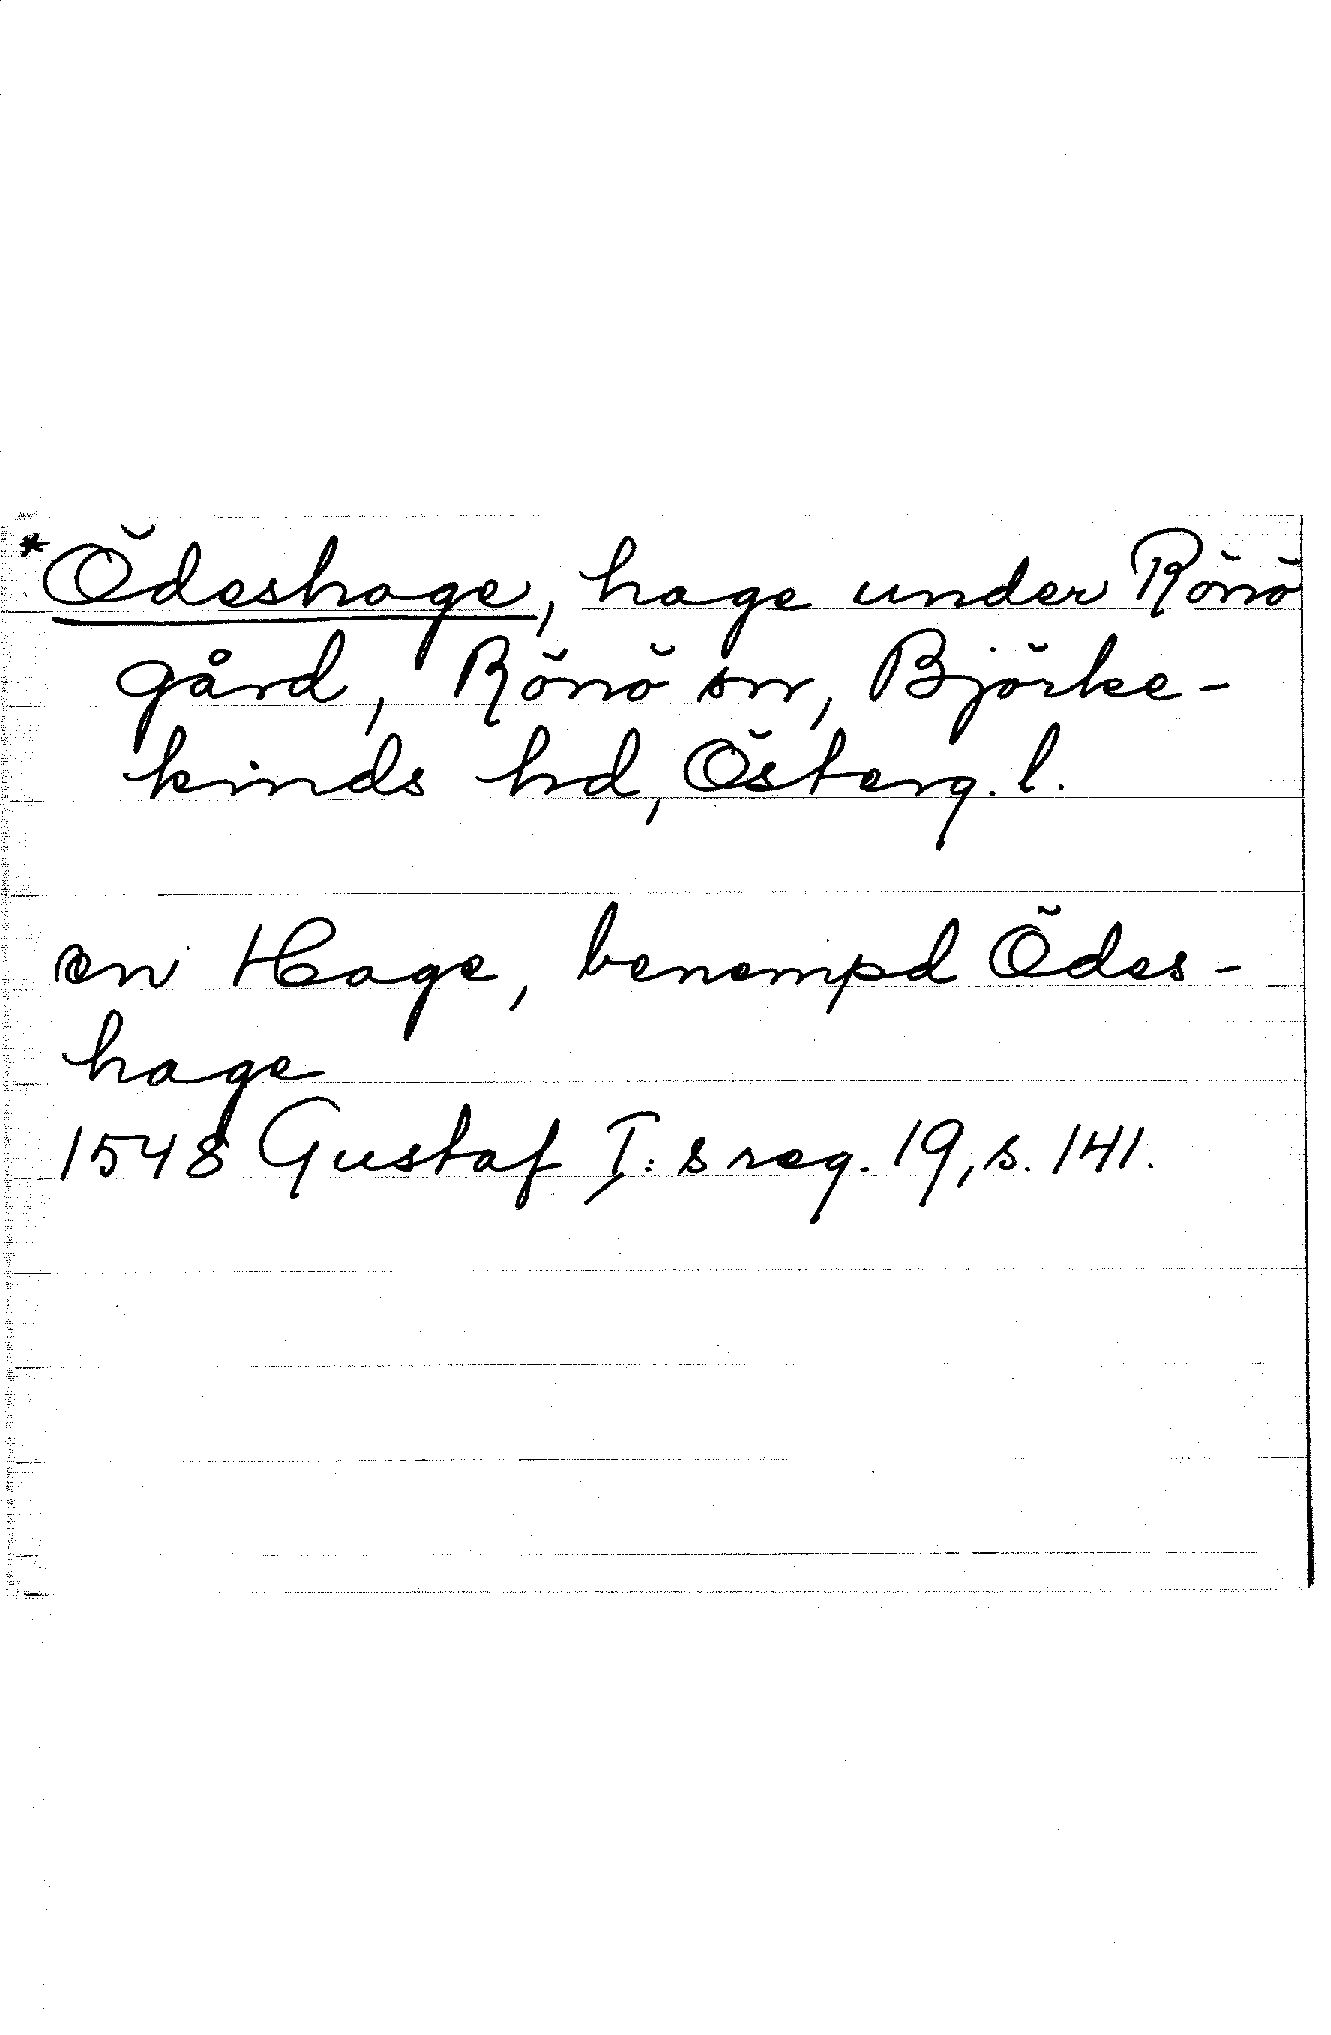 *Ödeshage, hage under Rönö
gård, Rönö sn, Björke-
kinds hd, Österg. l.
en Hage, benempd Ödes-
hage
1548 Gustaf I:s reg. 19, s. 141.